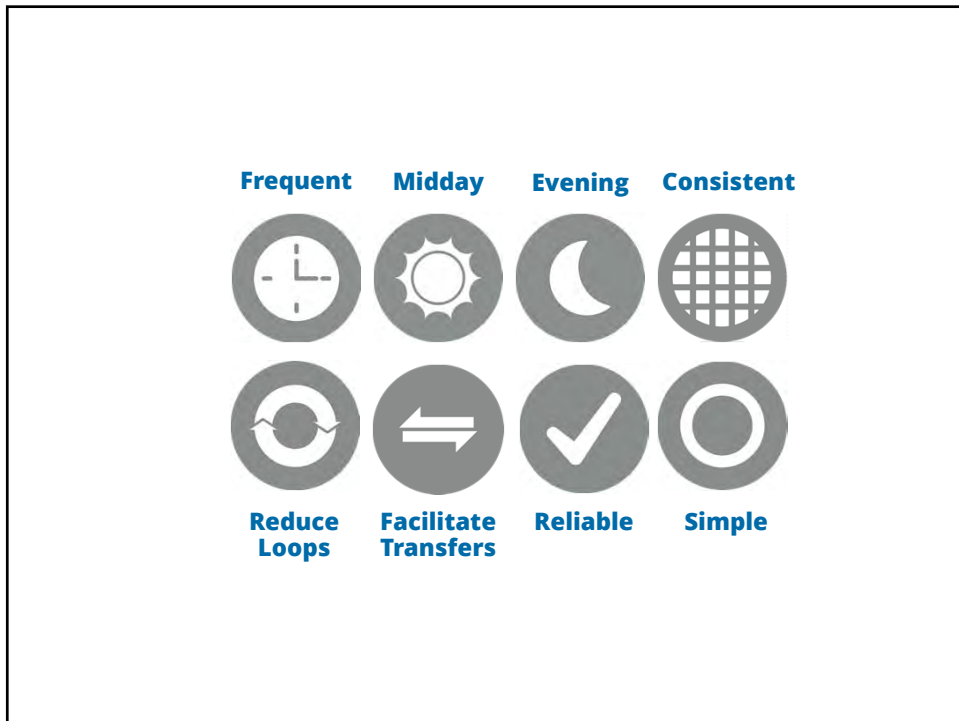 Frequent Midday Evening Consistent
Reduce Loops
Facilitate Transfers
Reliable
Simple